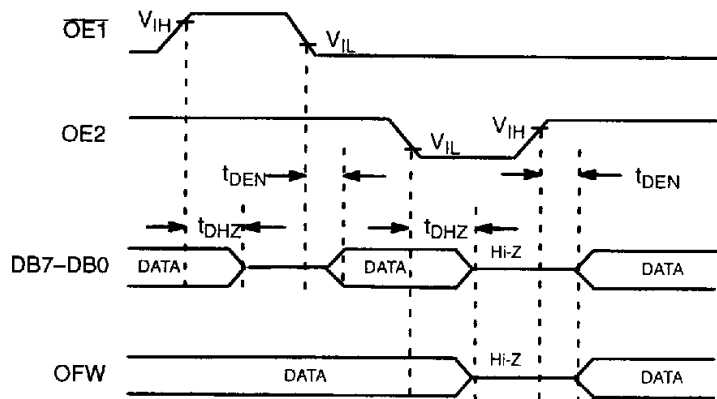 OE1
V_IH
V_IL
OE2
V_IL
V_IH
t_DEN
t_DEN
t_DHZ
t_DHZ
DB7–DB0
DATA
DATA
Hi-Z
DATA
OFW
DATA
Hi-Z
DATA